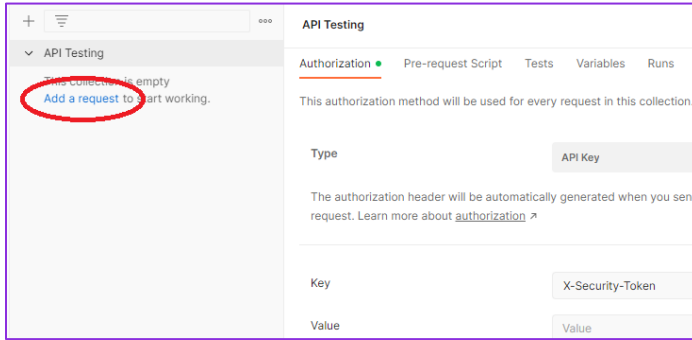 API Testing
This collection is empty
Add a request to start working.
API Testing
Authorization
Pre-request Script
Tests
Variables
Runs
This authorization method will be used for every request in this collection.
Type
API Key
The authorization header will be automatically generated when you sen
request. Learn more about authorization ↗
Key
X-Security-Token
Value
Value